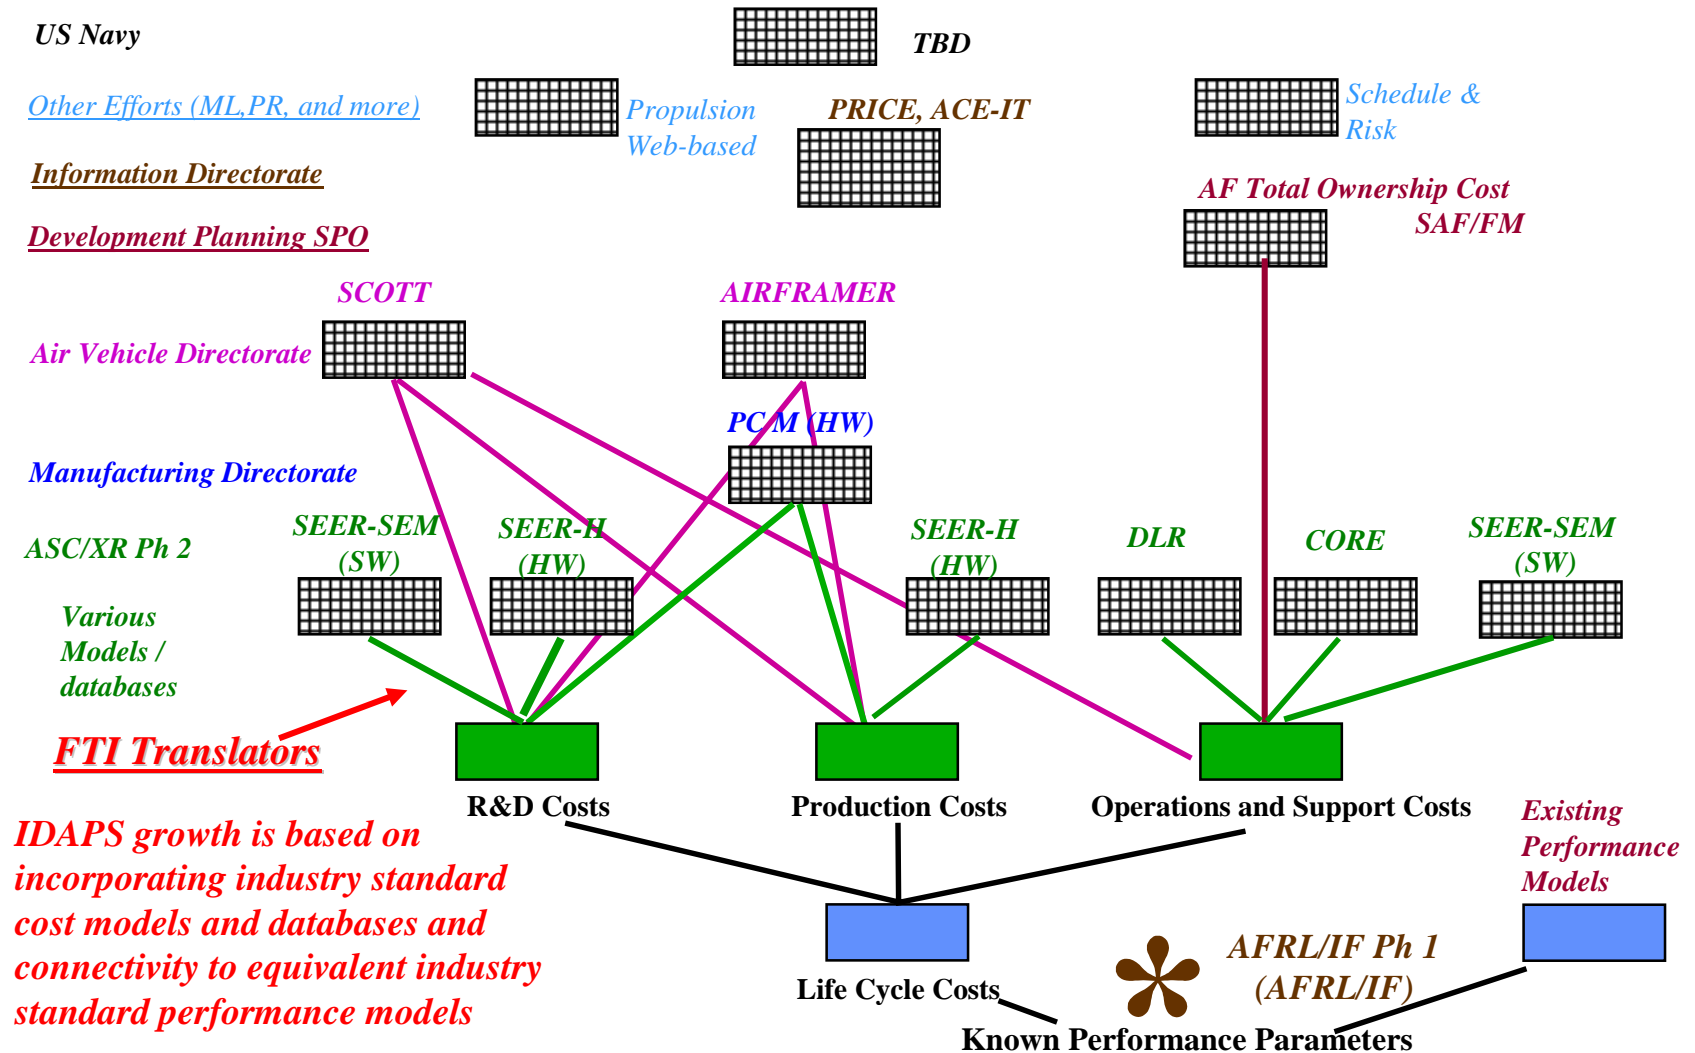 US Navy
TBD
Other Efforts (ML,PR, and more)
Propulsion
Web-based
PRICE, ACE-IT
Schedule &
Risk
Information Directorate
AF Total Ownership Cost
SAF/FM
Development Planning SPO
SCOTT
AIRFRAMER
Air Vehicle Directorate
PC M (HW)
Manufacturing Directorate
ASC/XR Ph 2
SEER-SEM
(SW)
SEER-H
(HW)
SEER-H
(HW)
DLR
CORE
SEER-SEM
(SW)
Various
Models /
databases
FTI Translators
R&D Costs
Production Costs
Operations and Support Costs
Existing
Performance
Models
IDAPS growth is based on
incorporating industry standard
cost models and databases and
connectivity to equivalent industry
standard performance models
Life Cycle Costs
AFRL/IF Ph 1
(AFRL/IF)
Known Performance Parameters